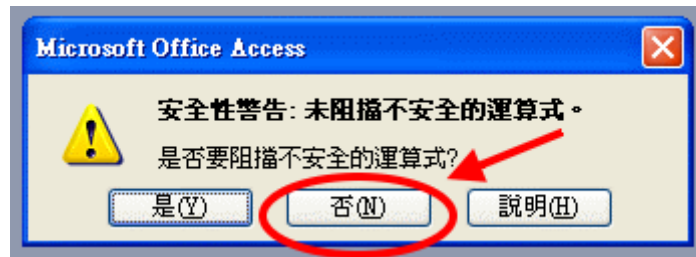 Microsoft Office Access
安全性警告: 未阻擋不安全的運算式。
是否要阻擋不安全的運算式?
是(Y) 否(N) 說明(H)